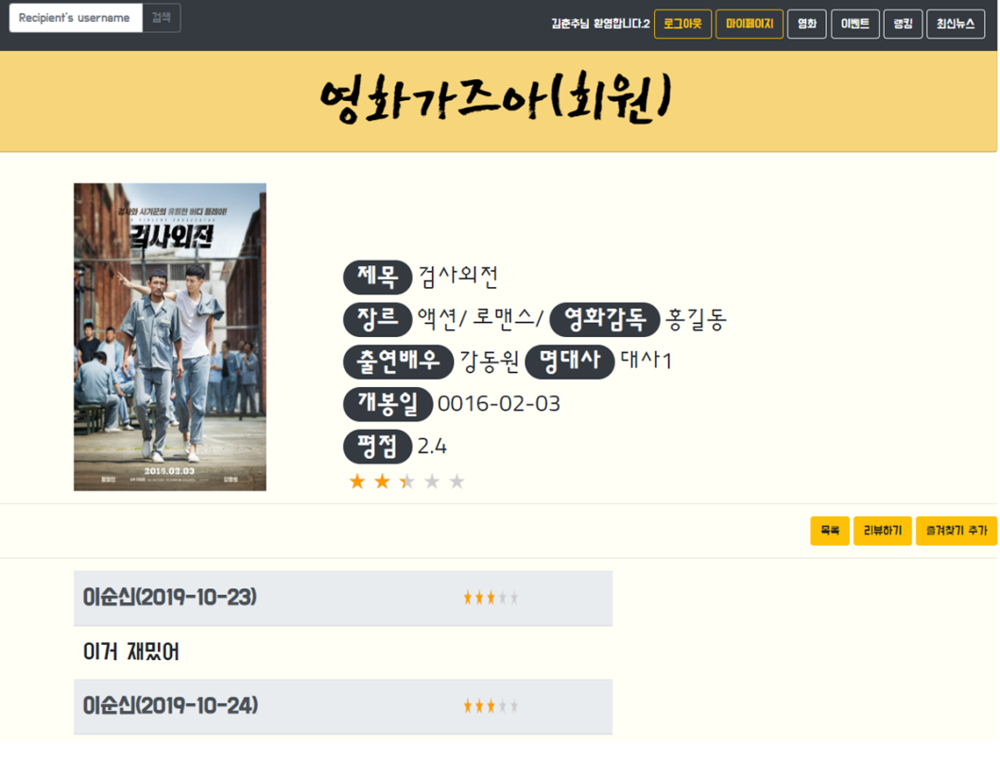 Recipient's username 검색 김춘추님 환영합니다.2 로그아웃 마이페이지 영화 이벤트 랭킹 최신뉴스
영화가즈아(회원)
검사와 사기꾼의 유쾌한 버디 플레이!
검사외전
2016.02.03
황정민 강동원
제목 검사외전
장르 액션/ 로맨스/ 영화감독 홍길동
출연배우 강동원 명대사 대사1
개봉일 0016-02-03
평점 2.4
목록 리뷰하기 즐겨찾기 추가
이순신(2019-10-23)
이거 재밌어
이순신(2019-10-24)